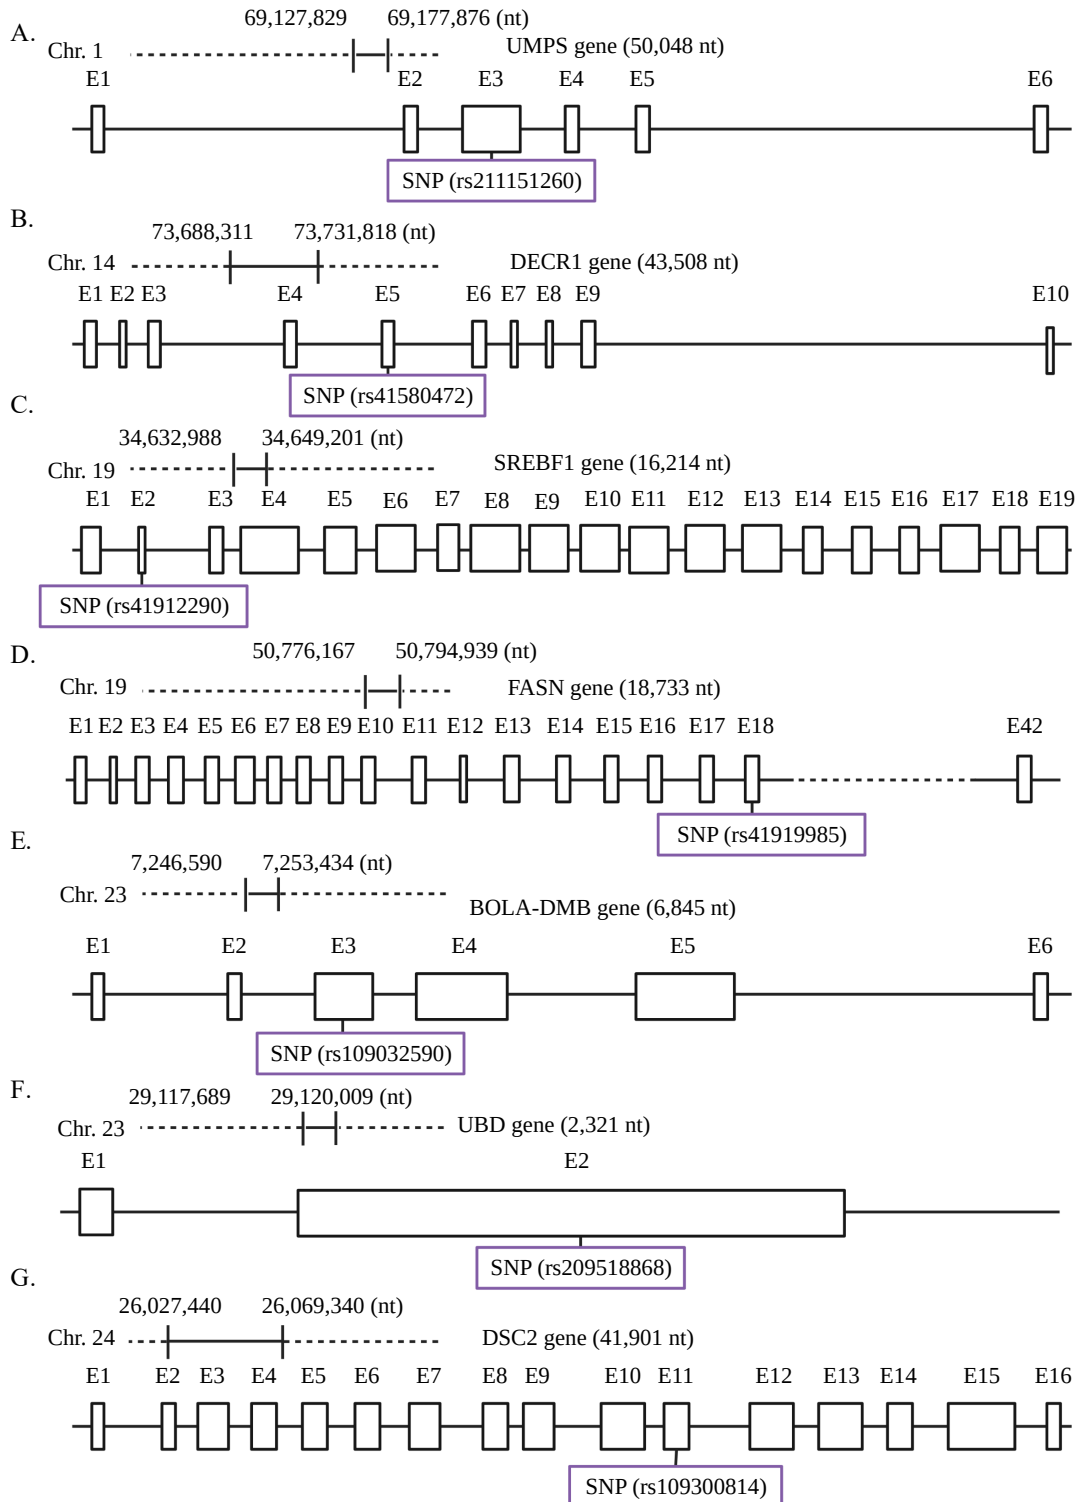 A.
69,127,829 69,177,876 (nt)
Chr. 1 UMPS gene (50,048 nt)
E1 E2 E3 E4 E5 E6
SNP (rs211151260)
B.
73,688,311 73,731,818 (nt)
Chr. 14 DECR1 gene (43,508 nt)
E1 E2 E3 E4 E5 E6 E7 E8 E9 E10
SNP (rs41580472)
C.
34,632,988 34,649,201 (nt)
Chr. 19 SREBF1 gene (16,214 nt)
E1 E2 E3 E4 E5 E6 E7 E8 E9 E10 E11 E12 E13 E14 E15 E16 E17 E18 E19
SNP (rs41912290)
D.
50,776,167 50,794,939 (nt)
Chr. 19 FASN gene (18,733 nt)
E1 E2 E3 E4 E5 E6 E7 E8 E9 E10 E11 E12 E13 E14 E15 E16 E17 E18 E42
SNP (rs41919985)
E.
7,246,590 7,253,434 (nt)
Chr. 23 BOLA-DMB gene (6,845 nt)
E1 E2 E3 E4 E5 E6
SNP (rs109032590)
F.
29,117,689 29,120,009 (nt)
Chr. 23 UBD gene (2,321 nt)
E1 E2
SNP (rs209518868)
G.
26,027,440 26,069,340 (nt)
Chr. 24 DSC2 gene (41,901 nt)
E1 E2 E3 E4 E5 E6 E7 E8 E9 E10 E11 E12 E13 E14 E15 E16
SNP (rs109300814)